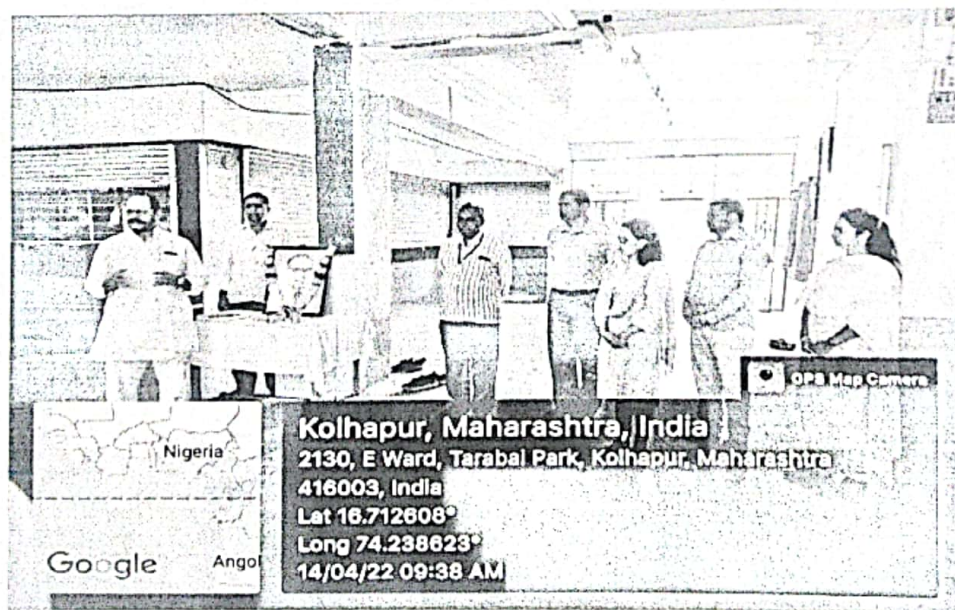 GPS Map Camera
Nigeria
Google
Angol
Kolhapur, Maharashtra, India
2130, E Ward, Tarabai Park, Kolhapur, Maharashtra
416003, India
Lat 16.712608°
Long 74.238623°
14/04/22 09:38 AM